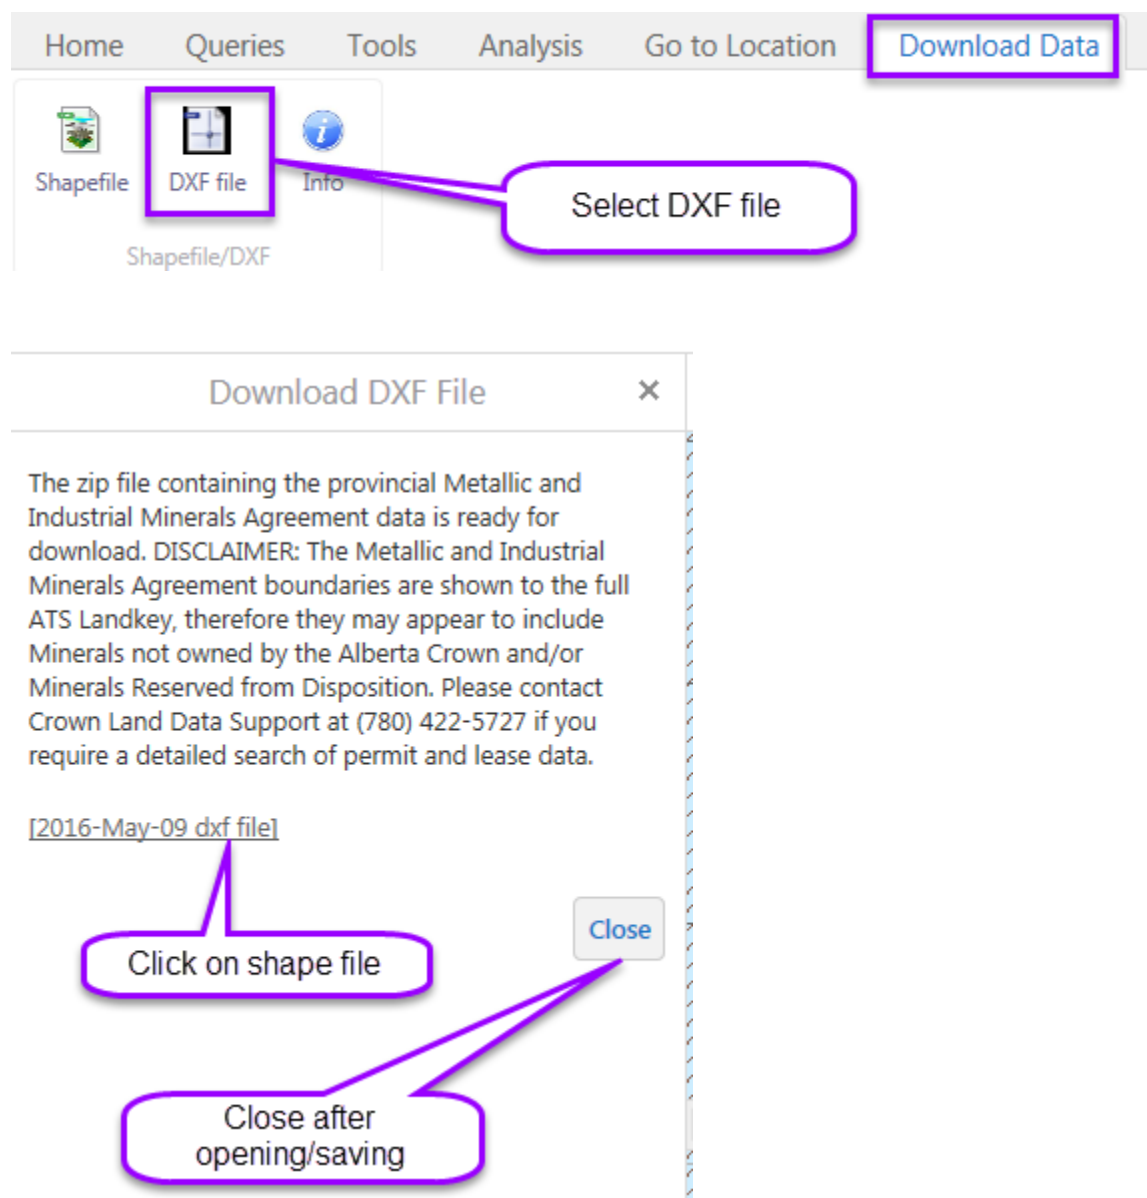 Home Queries Tools Analysis Go to Location Download Data
Shapefile DXF file Info
Select DXF file
Shapefile/DXF
Download DXF File ×
The zip file containing the provincial Metallic and
Industrial Minerals Agreement data is ready for
download. DISCLAIMER: The Metallic and Industrial
Minerals Agreement boundaries are shown to the full
ATS Landkey, therefore they may appear to include
Minerals not owned by the Alberta Crown and/or
Minerals Reserved from Disposition. Please contact
Crown Land Data Support at (780) 422-5727 if you
require a detailed search of permit and lease data.
[2016-May-09 dxf file]
Close
Click on shape file
Close after
opening/saving